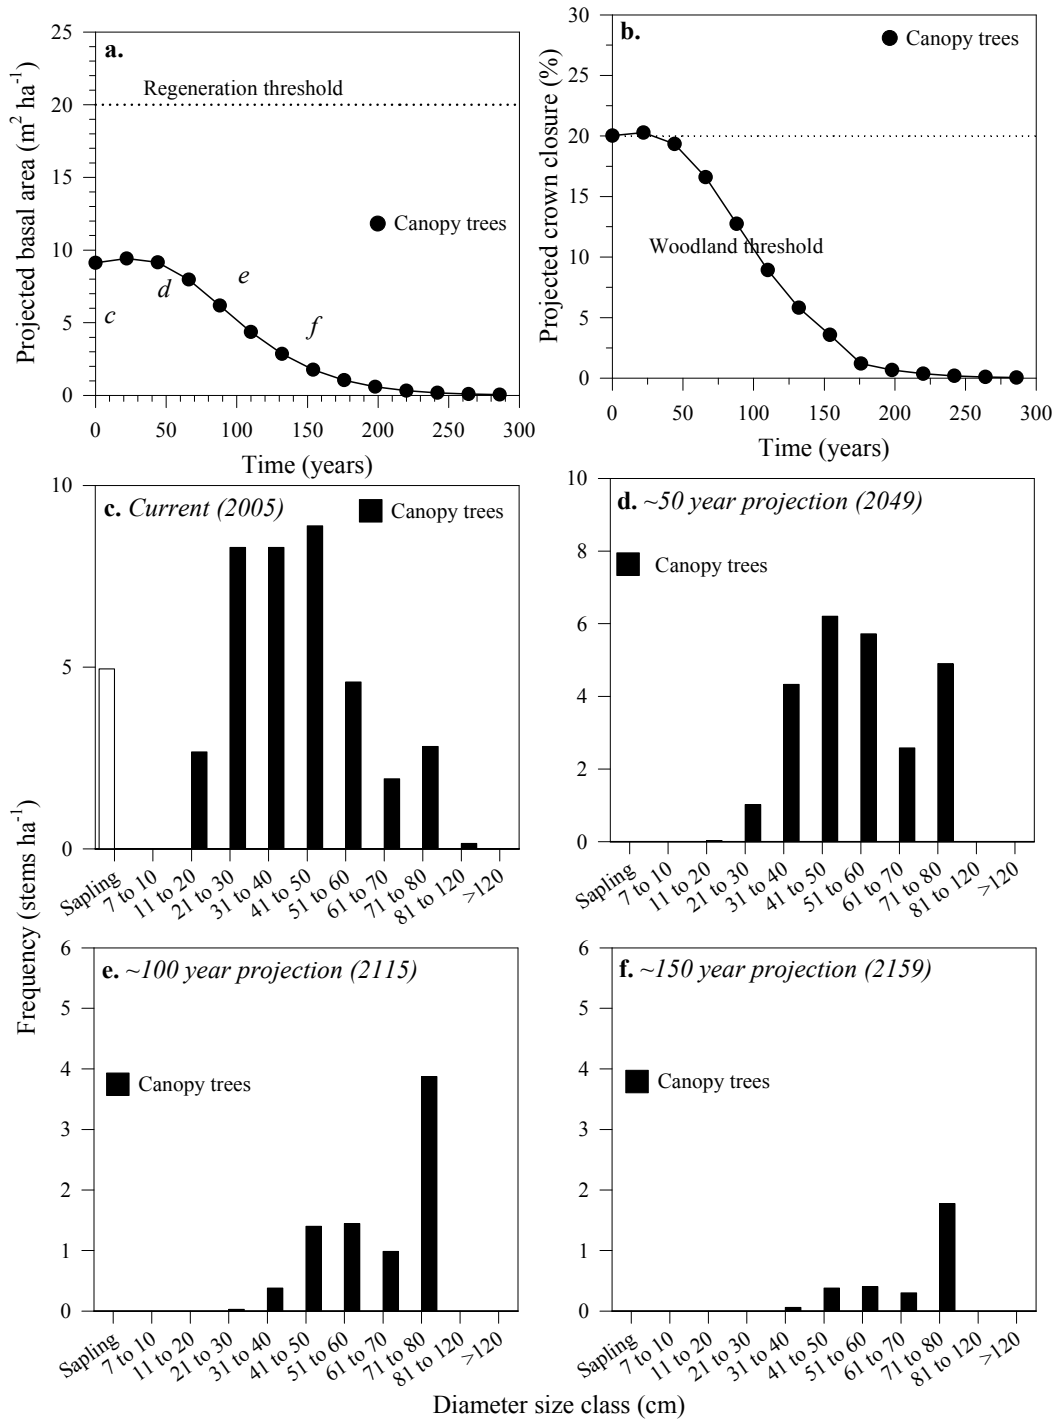 a.
Regeneration threshold
Canopy trees
c
d
e
f
25
20
15
10
5
0
0 50 100 150 200 250 300
Projected basal area (m² ha⁻¹)
Time (years)
b.
Canopy trees
Woodland threshold
30
25
20
15
10
5
0
0 50 100 150 200 250 300
Projected crown closure (%)
Time (years)
c. Current (2005)
Canopy trees
10
5
0
Sapling
7 to 10
11 to 20
21 to 30
31 to 40
41 to 50
51 to 60
61 to 70
71 to 80
81 to 120
>120
d. ~50 year projection (2049)
Canopy trees
10
8
6
4
2
0
Sapling
7 to 10
11 to 20
21 to 30
31 to 40
41 to 50
51 to 60
61 to 70
71 to 80
81 to 120
>120
Frequency (stems ha⁻¹)
e. ~100 year projection (2115)
Canopy trees
6
5
4
3
2
1
0
Sapling
7 to 10
11 to 20
21 to 30
31 to 40
41 to 50
51 to 60
61 to 70
71 to 80
81 to 120
>120
f. ~150 year projection (2159)
Canopy trees
6
5
4
3
2
1
0
Sapling
7 to 10
11 to 20
21 to 30
31 to 40
41 to 50
51 to 60
61 to 70
71 to 80
81 to 120
>120
Diameter size class (cm)